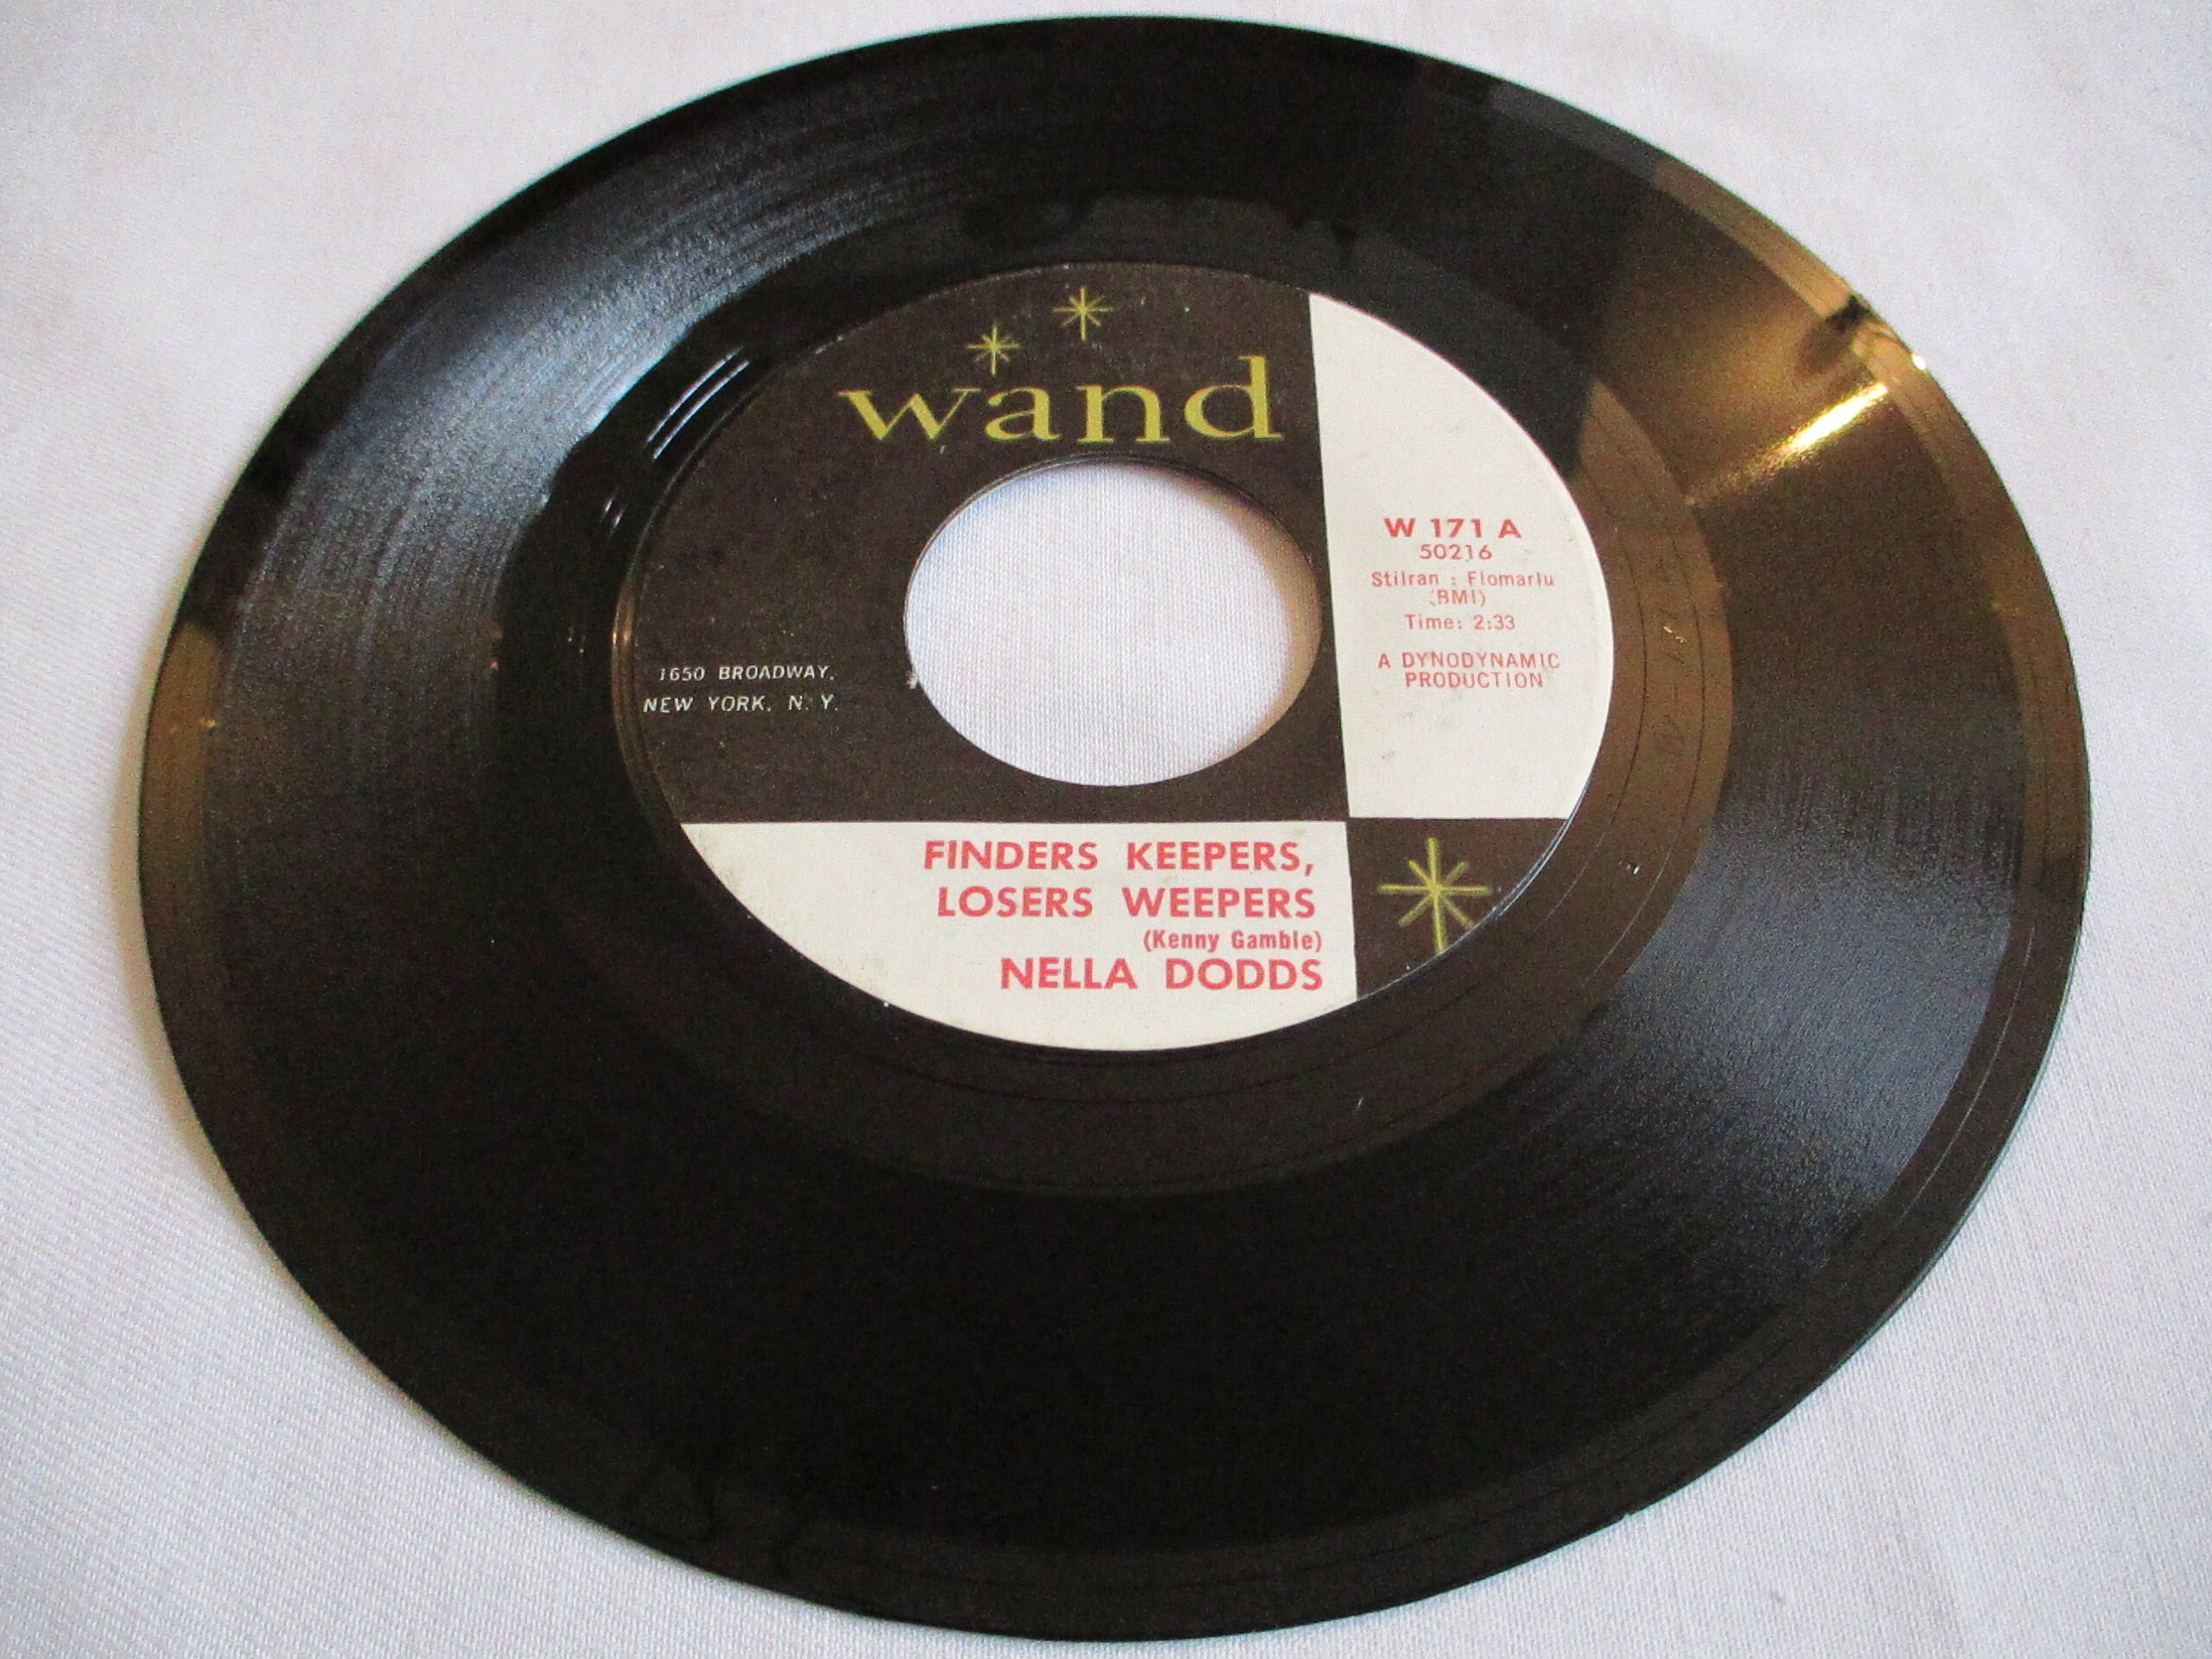 wand
W 171 A
50216
Stilran : Flomarlu
(BMI)
Time: 2:33
A DYNODYNAMIC
PRODUCTION
1650 BROADWAY,
NEW YORK, N. Y.
FINDERS KEEPERS,
LOSERS WEEPERS
(Kenny Gamble)
NELLA DODDS